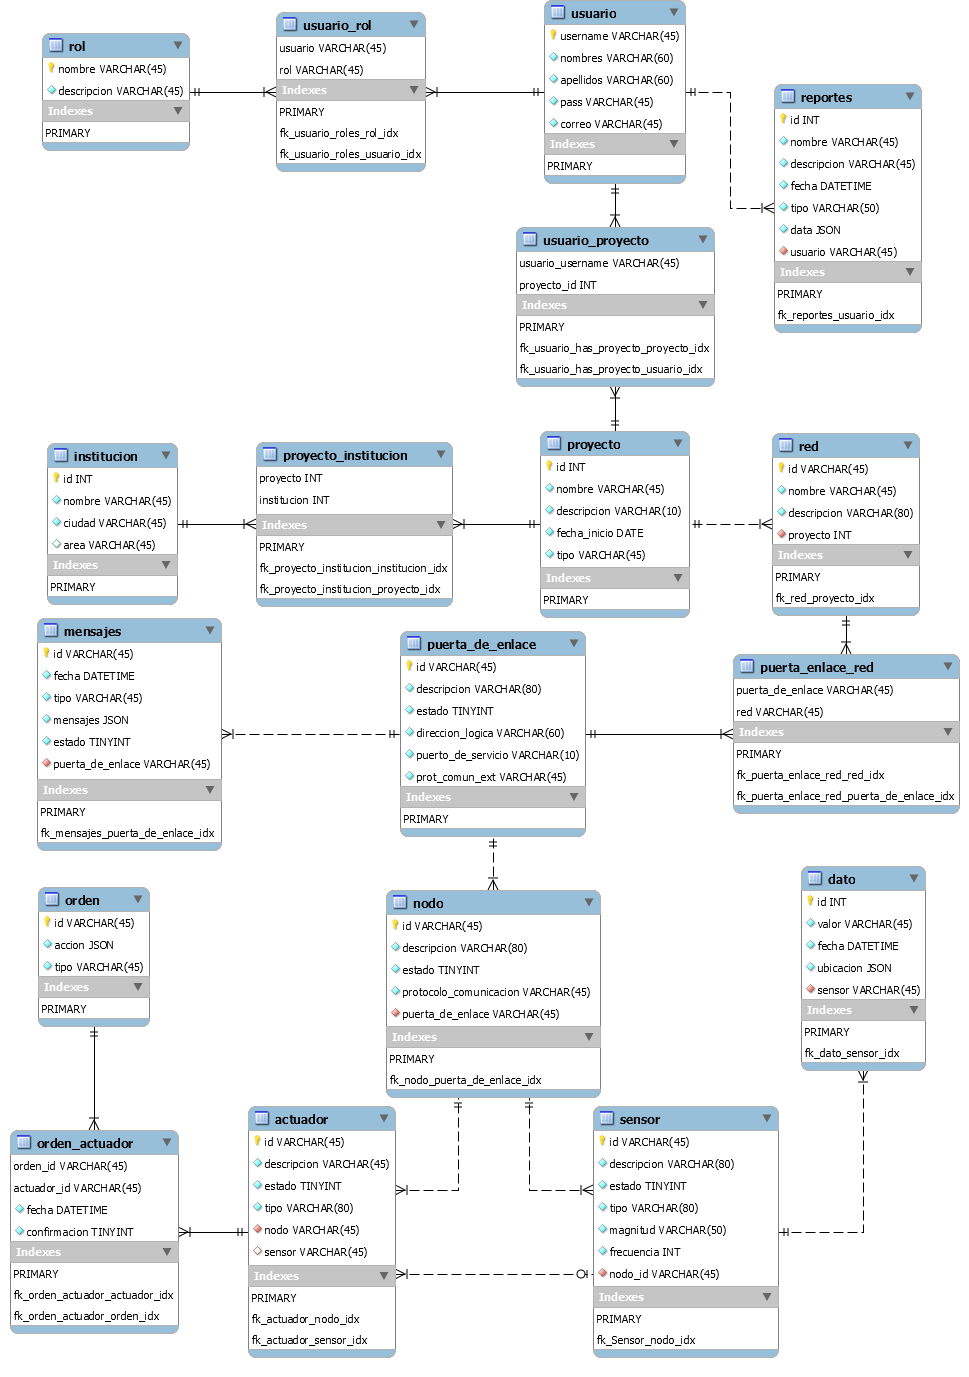 rol
nombre VARCHAR(45)
descripcion VARCHAR(45)
Indexes
PRIMARY
usuario_rol
usuario VARCHAR(45)
rol VARCHAR(45)
Indexes
PRIMARY
fk_usuario_roles_rol_idx
fk_usuario_roles_usuario_idx
usuario
username VARCHAR(45)
nombres VARCHAR(60)
apellidos VARCHAR(60)
pass VARCHAR(45)
correo VARCHAR(45)
Indexes
PRIMARY
reportes
id INT
nombre VARCHAR(45)
descripcion VARCHAR(45)
fecha DATETIME
tipo VARCHAR(50)
data JSON
usuario VARCHAR(45)
Indexes
PRIMARY
fk_reportes_usuario_idx
usuario_proyecto
usuario_username VARCHAR(45)
proyecto_id INT
Indexes
PRIMARY
fk_usuario_has_proyecto_proyecto_idx
fk_usuario_has_proyecto_usuario_idx
institucion
id INT
nombre VARCHAR(45)
ciudad VARCHAR(45)
area VARCHAR(45)
Indexes
PRIMARY
proyecto_institucion
proyecto INT
institucion INT
Indexes
PRIMARY
fk_proyecto_institucion_institucion_idx
fk_proyecto_institucion_proyecto_idx
proyecto
id INT
nombre VARCHAR(45)
descripcion VARCHAR(10)
fecha_inicio DATE
tipo VARCHAR(45)
Indexes
PRIMARY
red
id VARCHAR(45)
nombre VARCHAR(45)
descripcion VARCHAR(80)
proyecto INT
Indexes
PRIMARY
fk_red_proyecto_idx
mensajes
id VARCHAR(45)
fecha DATETIME
tipo VARCHAR(45)
mensajes JSON
estado TINYINT
puerta_de_enlace VARCHAR(45)
Indexes
PRIMARY
fk_mensajes_puerta_de_enlace_idx
puerta_de_enlace
id VARCHAR(45)
descripcion VARCHAR(80)
estado TINYINT
direccion_logica VARCHAR(60)
puerto_de_servicio VARCHAR(10)
prot_comun_ext VARCHAR(45)
Indexes
PRIMARY
puerta_enlace_red
puerta_de_enlace VARCHAR(45)
red VARCHAR(45)
Indexes
PRIMARY
fk_puerta_enlace_red_red_idx
fk_puerta_enlace_red_puerta_de_enlace_idx
orden
id VARCHAR(45)
accion JSON
tipo VARCHAR(45)
Indexes
PRIMARY
nodo
id VARCHAR(45)
descripcion VARCHAR(80)
estado TINYINT
protocolo_comunicacion VARCHAR(45)
puerta_de_enlace VARCHAR(45)
Indexes
PRIMARY
fk_nodo_puerta_de_enlace_idx
dato
id INT
valor VARCHAR(45)
fecha DATETIME
ubicacion JSON
sensor VARCHAR(45)
Indexes
PRIMARY
fk_dato_sensor_idx
orden_actuador
orden_id VARCHAR(45)
actuador_id VARCHAR(45)
fecha DATETIME
confirmacion TINYINT
Indexes
PRIMARY
fk_orden_actuador_actuador_idx
fk_orden_actuador_orden_idx
actuador
id VARCHAR(45)
descripcion VARCHAR(45)
estado TINYINT
tipo VARCHAR(80)
nodo VARCHAR(45)
sensor VARCHAR(45)
Indexes
PRIMARY
fk_actuador_nodo_idx
fk_actuador_sensor_idx
sensor
id VARCHAR(45)
descripcion VARCHAR(80)
estado TINYINT
tipo VARCHAR(80)
magnitud VARCHAR(50)
frecuencia INT
nodo_id VARCHAR(45)
Indexes
PRIMARY
fk_Sensor_nodo_idx